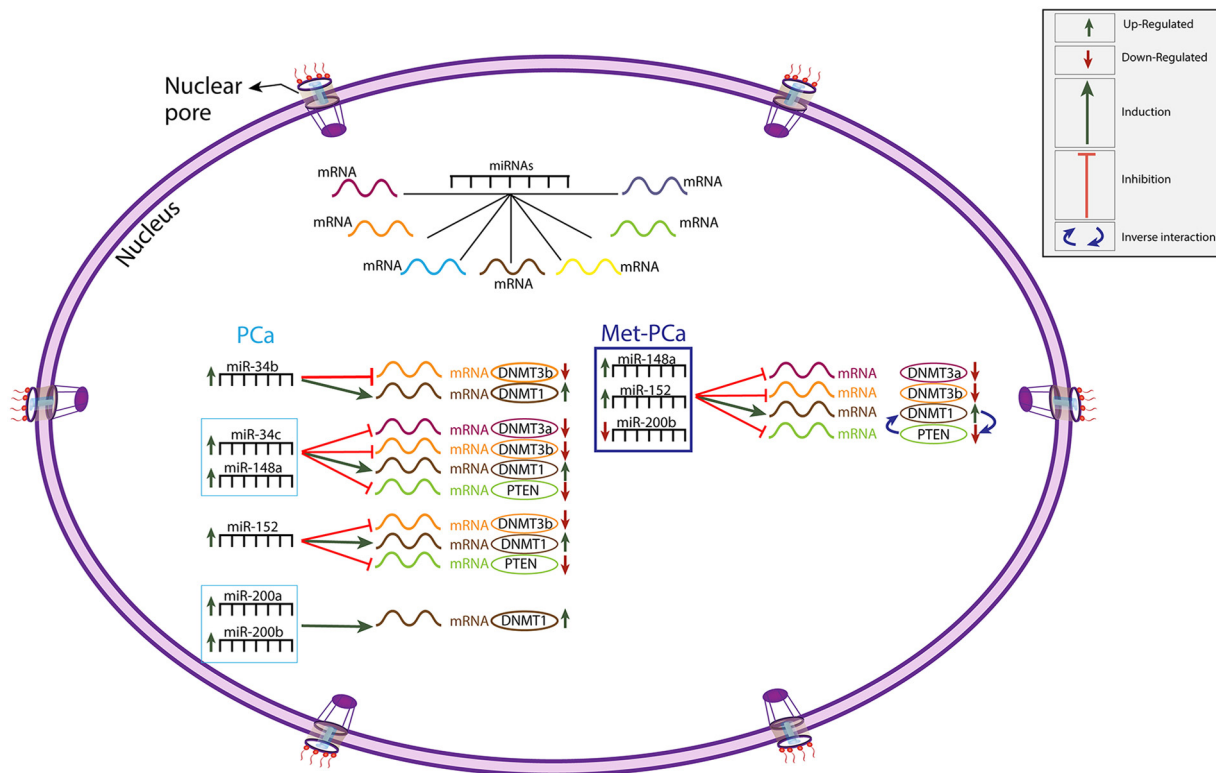 Up-Regulated
Down-Regulated
Induction
Inhibition
Inverse interaction
Nuclear
pore
Nucleus
miRNAs
mRNA
mRNA
mRNA
mRNA
mRNA
mRNA
mRNA
PCa
miR-34b
mRNA DNMT3b
mRNA DNMT1
miR-34c
miR-148a
mRNA DNMT3a
mRNA DNMT3b
mRNA DNMT1
mRNA PTEN
miR-152
mRNA DNMT3b
mRNA DNMT1
mRNA PTEN
miR-200a
miR-200b
mRNA DNMT1
Met-PCa
miR-148a
miR-152
miR-200b
mRNA DNMT3a
mRNA DNMT3b
mRNA DNMT1
mRNA PTEN